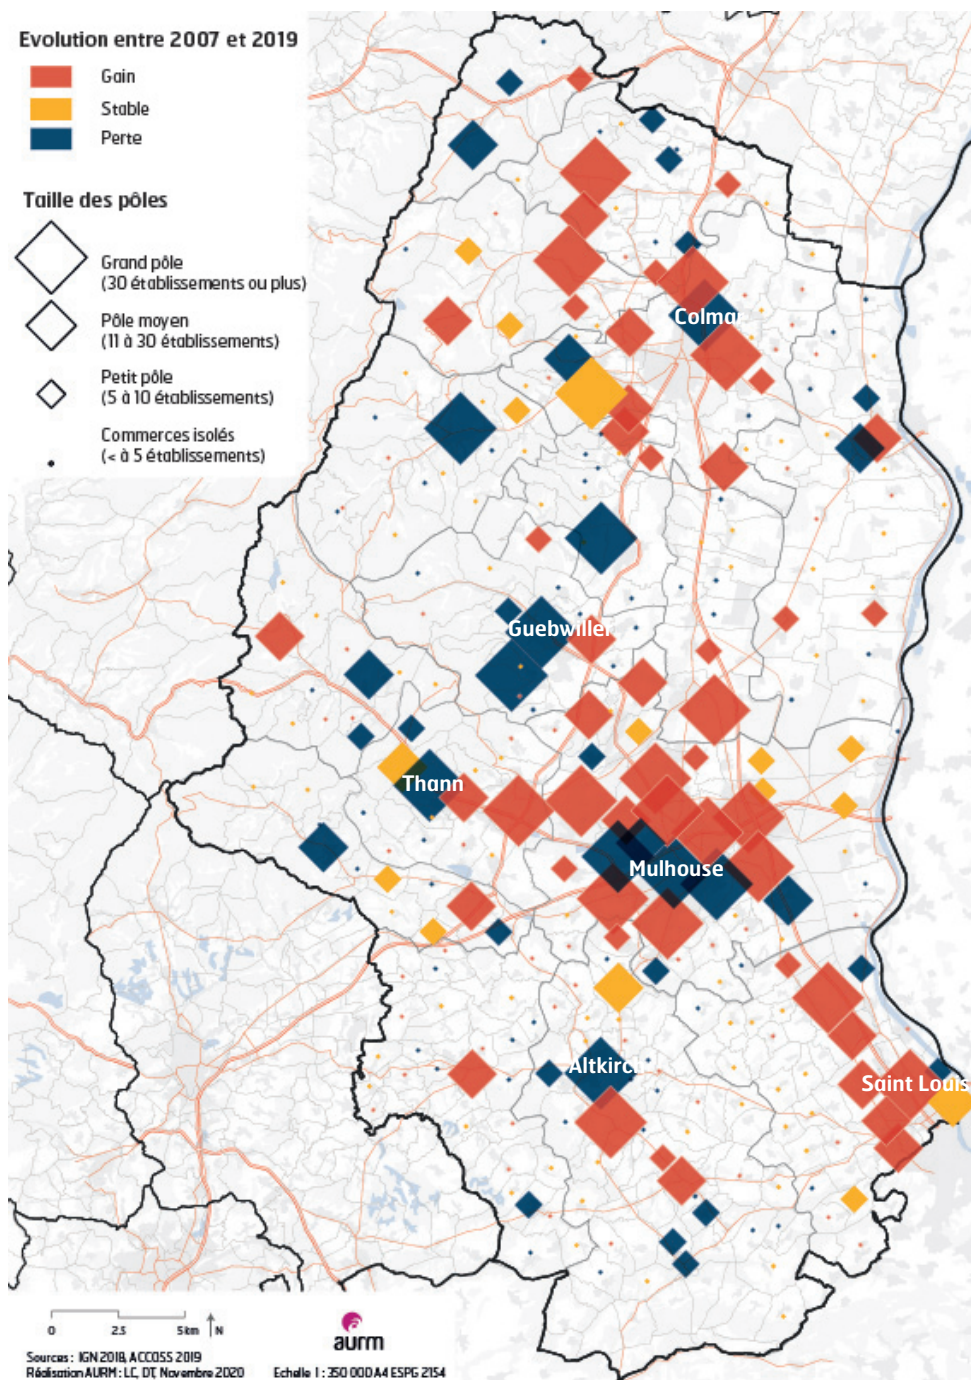 Evolution entre 2007 et 2019
Gain
Stable
Perte
Taille des pôles
Grand pôle
(30 établissements ou plus)
Pôle moyen
(11 à 30 établissements)
Petit pôle
(5 à 10 établissements)
Commerces isolés
(< à 5 établissements)
Colmar
Guebwiller
Thann
Mulhouse
Altkirch
Saint Louis
0 2.5 5km N
aurm
Sources : IGN 2018, ACCOSS 2019
Réalisation AURM : LC, DT, Novembre 2020 Echelle 1 : 350 000 A4 ESPG 2154